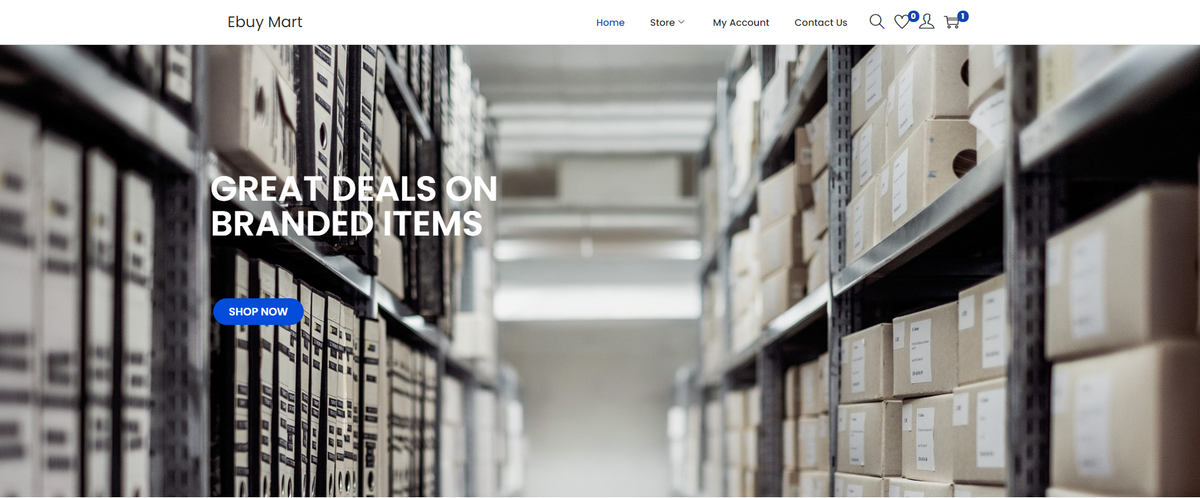 Ebuy Mart
Home Store My Account Contact Us 0 1
GREAT DEALS ON
BRANDED ITEMS
SHOP NOW